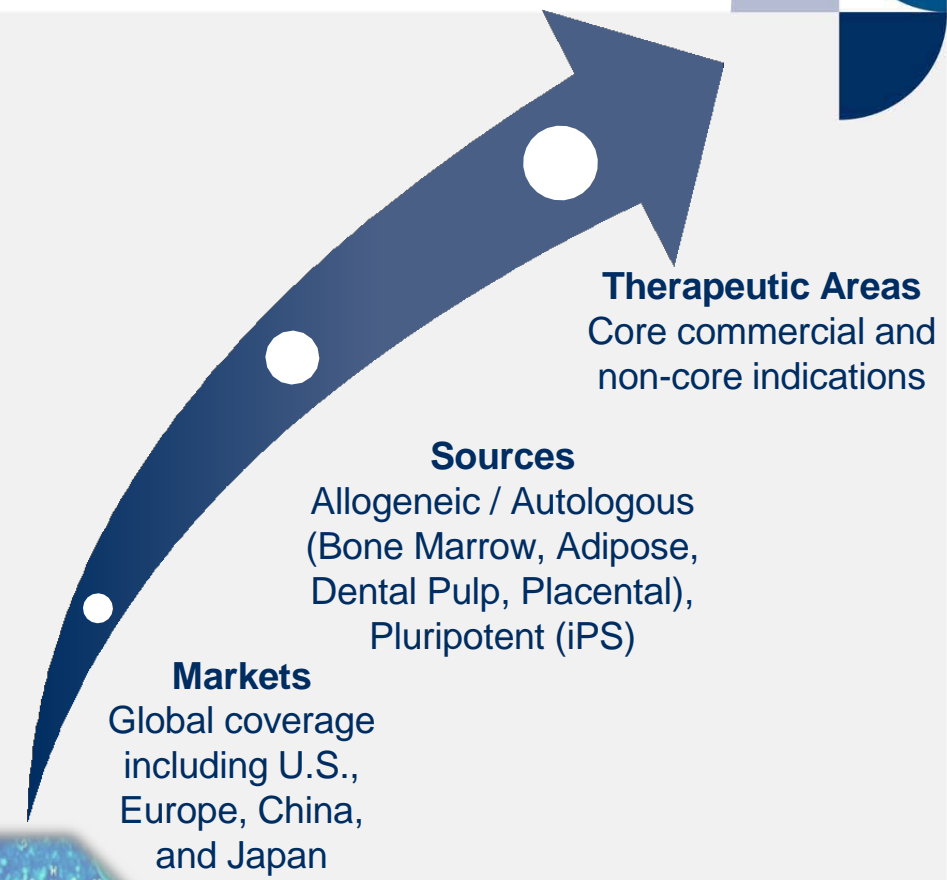 Therapeutic Areas
Core commercial and
non-core indications
Sources
Allogeneic / Autologous
(Bone Marrow, Adipose,
Dental Pulp, Placental),
Pluripotent (iPS)
Markets
Global coverage
including U.S.,
Europe, China,
and Japan